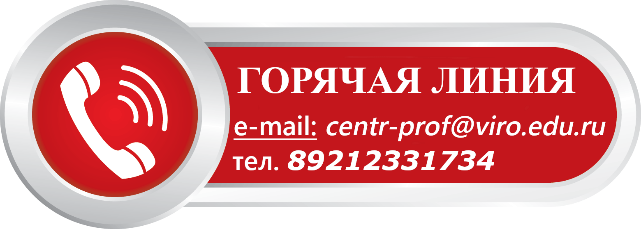 ГОРЯЧАЯ ЛИНИЯ
e-mail: centr-prof@viro.edu.ru
тел. 89212331734